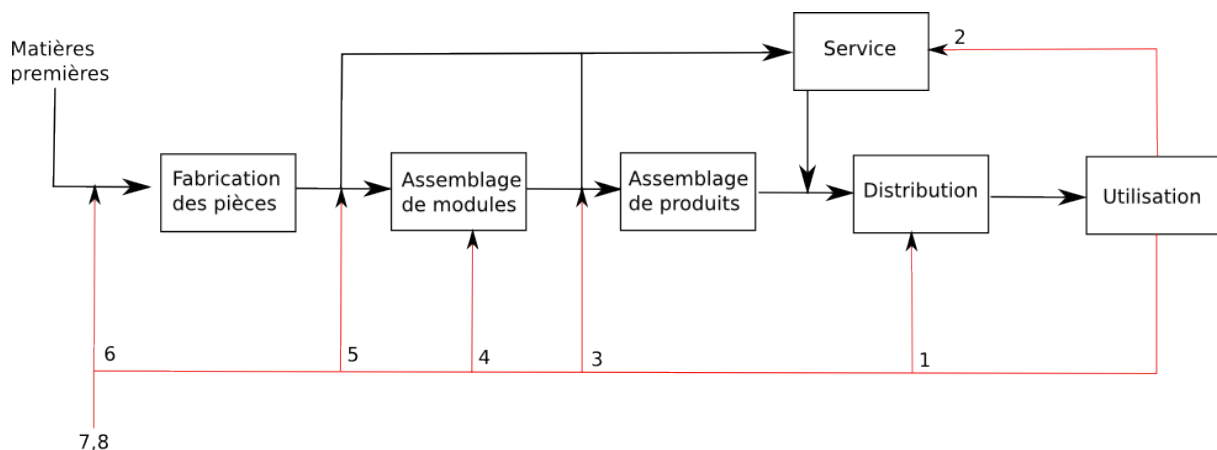 Matières
premières
Service
2
Fabrication
des pièces
Assemblage
de modules
Assemblage
de produits
Distribution
Utilisation
6
5
4
3
1
7,8